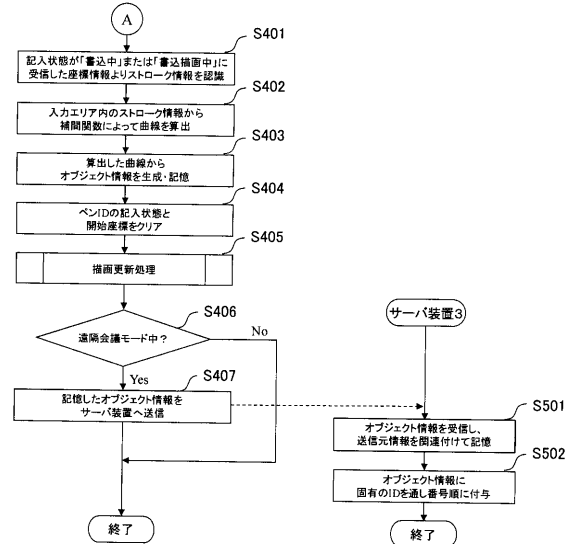 A
S401
記入状態が「書込中」または「書込描画中」に
受信した座標情報よりストローク情報を認識
S402
入力エリア内のストローク情報から
補間関数によって曲線を算出
S403
算出した曲線から
オブジェクト情報を生成・記憶
S404
ペンIDの記入状態と
開始座標をクリア
S405
描画更新処理
S406
遠隔会議モード中?
No
Yes
S407
記憶したオブジェクト情報を
サーバ装置へ送信
終了
サーバ装置3
S501
オブジェクト情報を受信し、
送信元情報を関連付けて記憶
S502
オブジェクト情報に
固有のIDを通し番号順に付与
終了